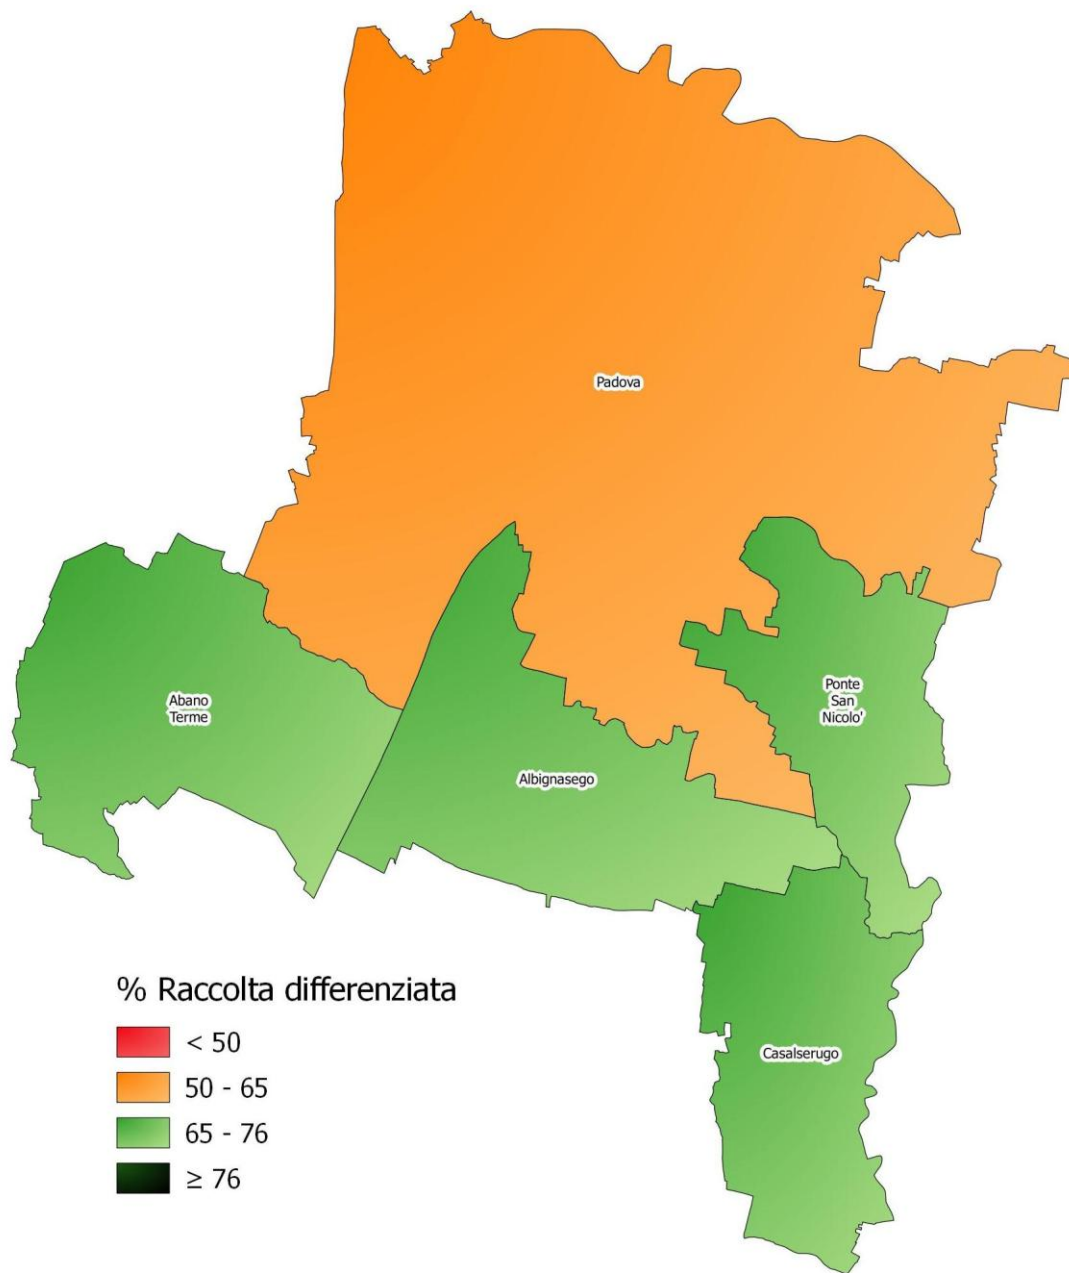 Padova
Abano
Terme
Ponte
San
Nicolo'
Albignasego
Casalserugo
% Raccolta differenziata
< 50
50 - 65
65 - 76
≥ 76